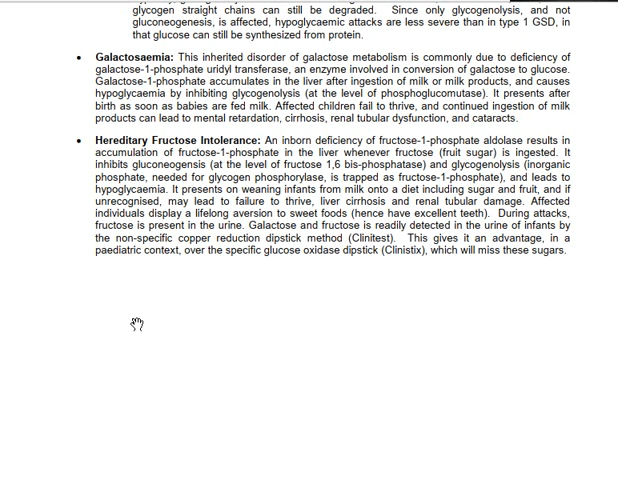 glycogen straight chains can still be degraded. Since only glycogenolysis, and not
gluconeogenesis, is affected, hypoglycaemic attacks are less severe than in type 1 GSD, in
that glucose can still be synthesized from protein.
• Galactosaemia: This inherited disorder of galactose metabolism is commonly due to deficiency of
galactose-1-phosphate uridyl transferase, an enzyme involved in conversion of galactose to glucose.
Galactose-1-phosphate accumulates in the liver after ingestion of milk or milk products, and causes
hypoglycaemia by inhibiting glycogenolysis (at the level of phosphoglucomutase). It presents after
birth as soon as babies are fed milk. Affected children fail to thrive, and continued ingestion of milk
products can lead to mental retardation, cirrhosis, renal tubular dysfunction, and cataracts.
• Hereditary Fructose Intolerance: An inborn deficiency of fructose-1-phosphate aldolase results in
accumulation of fructose-1-phosphate in the liver whenever fructose (fruit sugar) is ingested. It
inhibits gluconeogensis (at the level of fructose 1,6 bis-phosphatase) and glycogenolysis (inorganic
phosphate, needed for glycogen phosphorylase, is trapped as fructose-1-phosphate), and leads to
hypoglycaemia. It presents on weaning infants from milk onto a diet including sugar and fruit, and if
unrecognised, may lead to failure to thrive, liver cirrhosis and renal tubular damage. Affected
individuals display a lifelong aversion to sweet foods (hence have excellent teeth). During attacks,
fructose is present in the urine. Galactose and fructose is readily detected in the urine of infants by
the non-specific copper reduction dipstick method (Clinitest). This gives it an advantage, in a
paediatric context, over the specific glucose oxidase dipstick (Clinistix), which will miss these sugars.